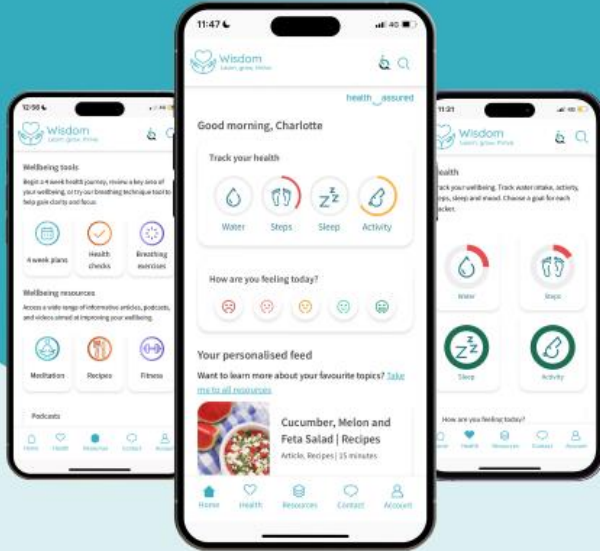 12:56
Wisdom
Learn, grow, thrive.
Wellbeing tools
Begin a 4 week health journey, review a key area of
your wellbeing, or try our breathing technique tool to
help gain clarity and focus.
4 week plans
Health
checks
Breathing
exercises
Wellbeing resources
Access a wide range of informative articles, podcasts,
and videos aimed at improving your wellbeing.
Meditation
Recipes
Fitness
Podcasts
Home
Health
Resources
Contact
Account
11:47
4G
Wisdom
Learn, grow, thrive.
health assured
Good morning, Charlotte
Track your health
Water
Steps
Sleep
Activity
How are you feeling today?
Your personalised feed
Want to learn more about your favourite topics? Take
me to all resources
Cucumber, Melon and
Feta Salad | Recipes
Article, Recipes | 15 minutes
Home
Health
Resources
Contact
Account
11:31
4G
Wisdom
Learn, grow, thrive.
ealth
rack your wellbeing. Track water intake, activity,
eps, sleep and mood. Choose a goal for each
acker.
Water
Steps
Sleep
Activity
How are you feeling today?
Health
Resources
Contact
Account